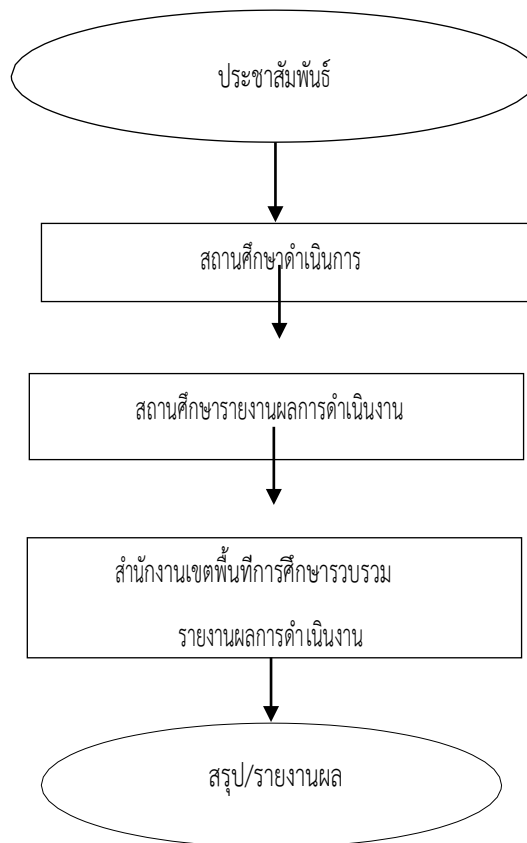 ประชาสัมพันธ์
สถานศึกษาดำเนินการ
สถานศึกษารายงานผลการดำเนินงาน
สำนักงานเขตพื้นที่การศึกษารวบรวม
รายงานผลการดำเนินงาน
สรุป/รายงานผล